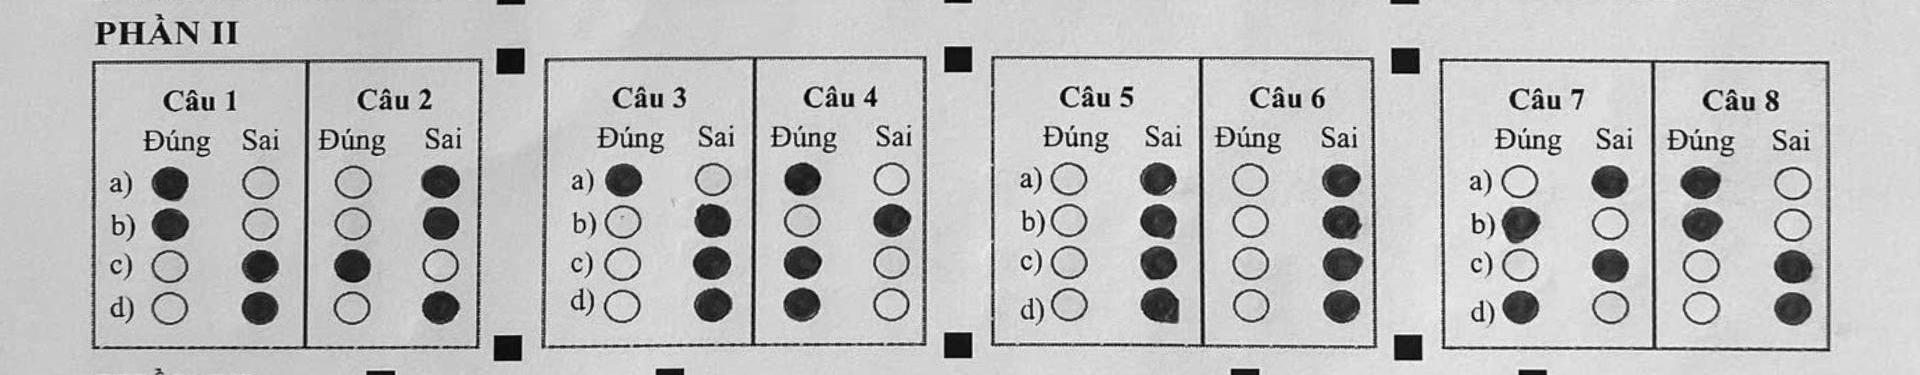 PHẦN II
Câu 1 Câu 2 Câu 3 Câu 4 Câu 5 Câu 6 Câu 7 Câu 8
Đúng Sai Đúng Sai Đúng Sai Đúng Sai Đúng Sai Đúng Sai Đúng Sai Đúng Sai
a) a) a) a)
b) b) b) b)
c) c) c) c)
d) d) d) d)